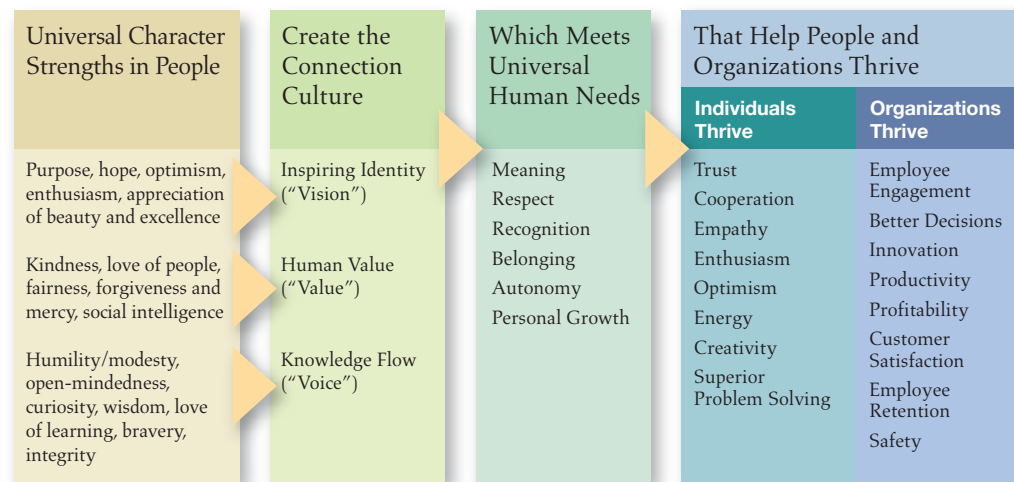 Universal Character
Strengths in People
Purpose, hope, optimism,
enthusiasm, appreciation
of beauty and excellence
Kindness, love of people,
fairness, forgiveness and
mercy, social intelligence
Humility/modesty,
open-mindedness,
curiosity, wisdom, love
of learning, bravery,
integrity
Create the
Connection
Culture
Inspiring Identity
(“Vision”)
Human Value
(“Value”)
Knowledge Flow
(“Voice”)
Which Meets
Universal
Human Needs
Meaning
Respect
Recognition
Belonging
Autonomy
Personal Growth
That Help People and
Organizations Thrive
Individuals
Thrive
Trust
Cooperation
Empathy
Enthusiasm
Optimism
Energy
Creativity
Superior
Problem Solving
Organizations
Thrive
Employee
Engagement
Better Decisions
Innovation
Productivity
Profitability
Customer
Satisfaction
Employee
Retention
Safety